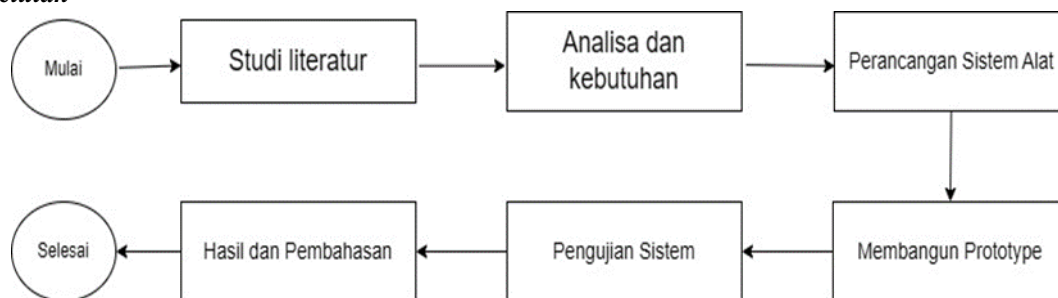 Mulai
Studi literatur
Analisa dan
kebutuhan
Perancangan Sistem Alat
Selesai
Hasil dan Pembahasan
Pengujian Sistem
Membangun Prototype